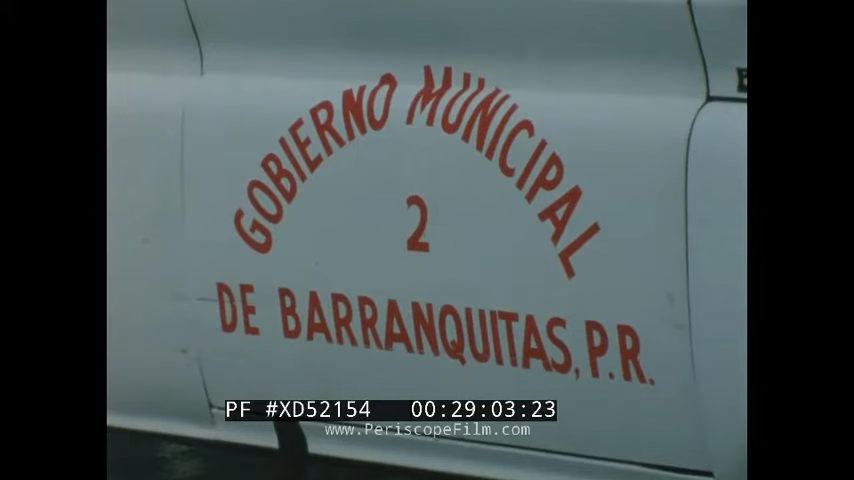 GOBIERNO MUNICIPAL
2
DE BARRANQUITAS, P.R.
PF #XD52154 00:29:03:23
www.PeriscopeFilm.com